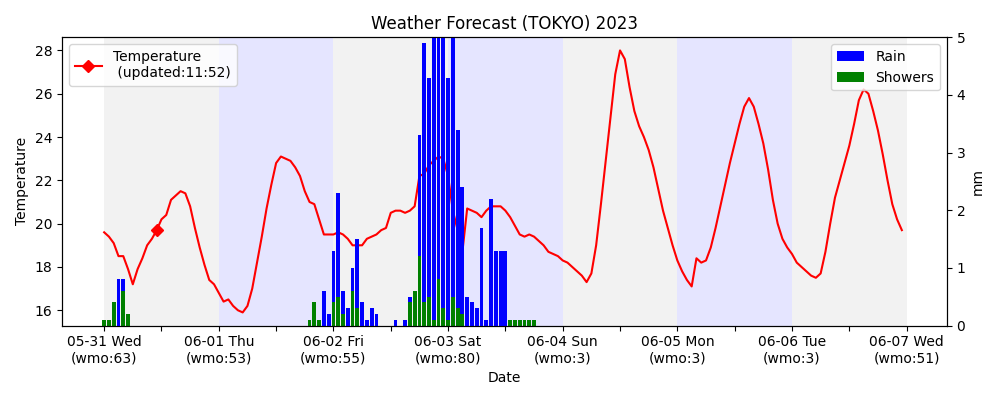 Weather Forecast (TOKYO) 2023
Temperature
(updated:11:52)
Rain
Showers
28
26
24
22
20
18
16
Temperature
5
4
3
2
1
0
mm
05-31 Wed
(wmo:63)
06-01 Thu
(wmo:53)
06-02 Fri
(wmo:55)
06-03 Sat
(wmo:80)
06-04 Sun
(wmo:3)
06-05 Mon
(wmo:3)
06-06 Tue
(wmo:3)
06-07 Wed
(wmo:51)
Date